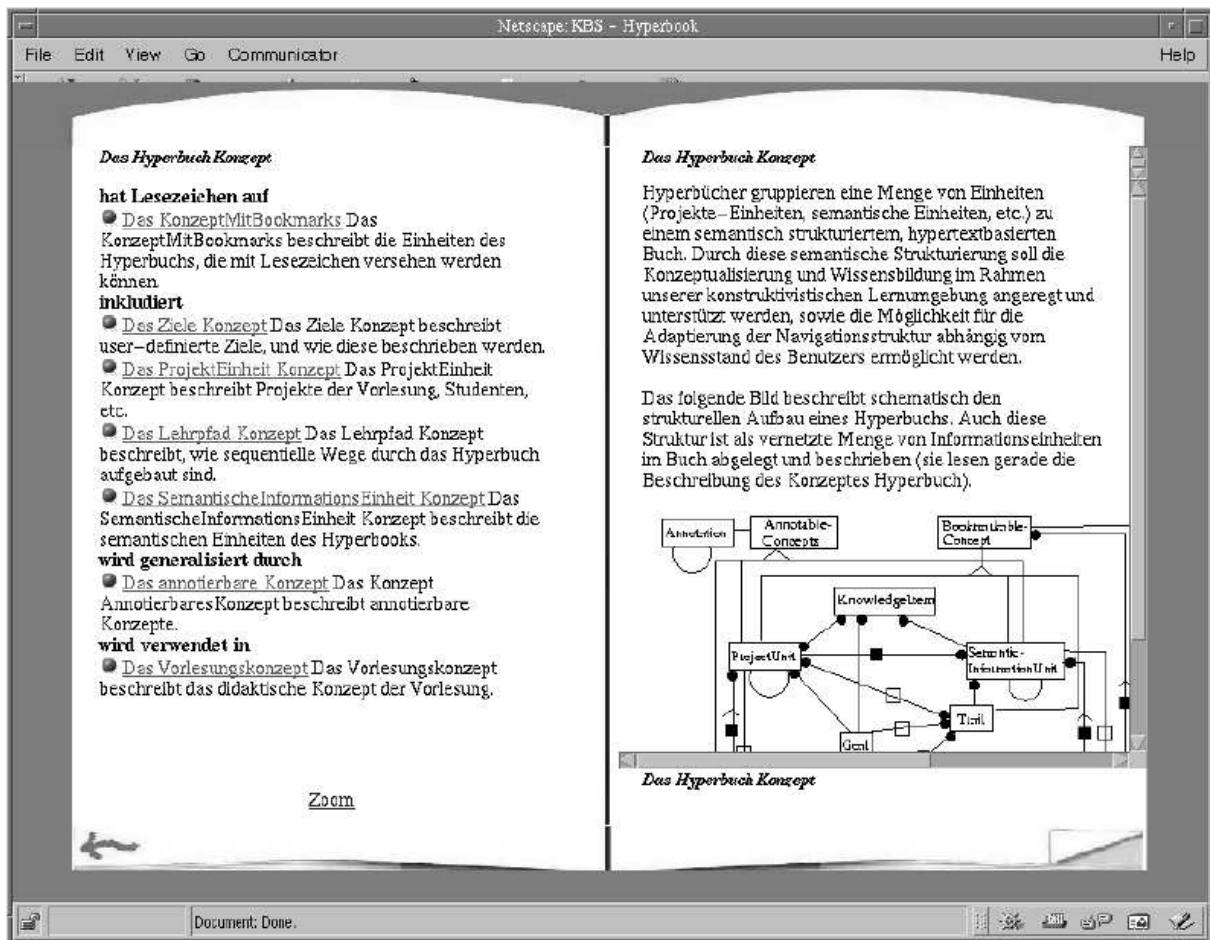 Netscape: KBS - Hyperbook
File Edit View Go Communicator Help
Das Hyperbuch Konzept
hat Lesezeichen auf
Das KonzeptMitBookmarks Das
KonzeptMitBookmarks beschreibt die Einheiten des
Hyperbuchs, die mit Lesezeichen versehen werden
können.
inkludiert
Das Ziele Konzept Das Ziele Konzept beschreibt
user-definierte Ziele, und wie diese beschrieben werden.
Das ProjektEinheit Konzept Das ProjektEinheit
Konzept beschreibt Projekte der Vorlesung, Studenten,
etc.
Das Lehrpfad Konzept Das Lehrpfad Konzept
beschreibt, wie sequentielle Wege durch das Hyperbuch
aufgebaut sind.
Das SemantischeInformationsEinheit Konzept Das
SemantischeInformationsEinheit Konzept beschreibt die
semantischen Einheiten des Hyperbooks.
wird generalisiert durch
Das annotierbare Konzept Das Konzept
AnnotierbaresKonzept beschreibt annotierbare
Konzepte.
wird verwendet in
Das Vorlesungskonzept Das Vorlesungskonzept
beschreibt das didaktische Konzept der Vorlesung.
Zoom
Das Hyperbuch Konzept
Hyperbücher gruppieren eine Menge von Einheiten
(Projekte-Einheiten, semantische Einheiten, etc.) zu
einem semantisch strukturiertem, hypertextbasierten
Buch. Durch diese semantische Strukturierung soll die
Konzeptualisierung und Wissensbildung im Rahmen
unserer konstruktivistischen Lernumgebung angeregt und
unterstützt werden, sowie die Möglichkeit für die
Adaptierung der Navigationsstruktur abhängig vom
Wissensstand des Benutzers ermöglicht werden.
Das folgende Bild beschreibt schematisch den
strukturellen Aufbau eines Hyperbuchs. Auch diese
Struktur ist als vernetzte Menge von Informationseinheiten
im Buch abgelegt und beschrieben (sie lesen gerade die
Beschreibung des Konzeptes Hyperbuch).
Annotation
Annotable-
Concepts
Bookmarkable-
Concept
KnowledgeItem
ProjectUnit
Semantic-
InformationUnit
Trail
Goal
Das Hyperbuch Konzept
Document: Done.